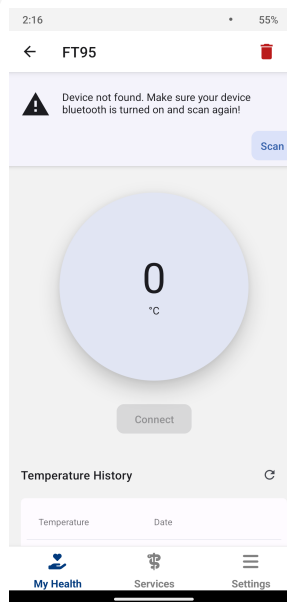 2:16
55%
FT95
Device not found. Make sure your device
bluetooth is turned on and scan again!
Scan
0
°C
Connect
Temperature History
Temperature Date
My Health Services Settings